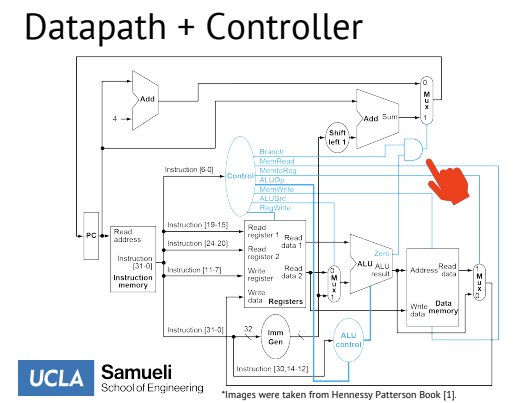 Datapath + Controller
0
M
u
x
1
Add
4
Add Sum
Shift
left 1
Branch
MemRead
MemtoReg
ALUOp
MemWrite
ALUSrc
RegWrite
Control
Instruction [6-0]
PC
Read
address
Instruction
[31-0]
Instruction
memory
Instruction [19-15]
Instruction [24-20]
Instruction [11-7]
Instruction [31-0]
Read
register 1
Read
register 2
Write
register
Write
data
Read
data 1
Read
data 2
Registers
0
M
u
x
1
Zero
ALU ALU
result
Address
Read
data
Write
data
Data
memory
1
M
u
x
0
32
Imm
Gen
ALU
control
Instruction [30,14-12]
UCLA
Samueli
School of Engineering
*Images were taken from Hennessy Patterson Book [1].